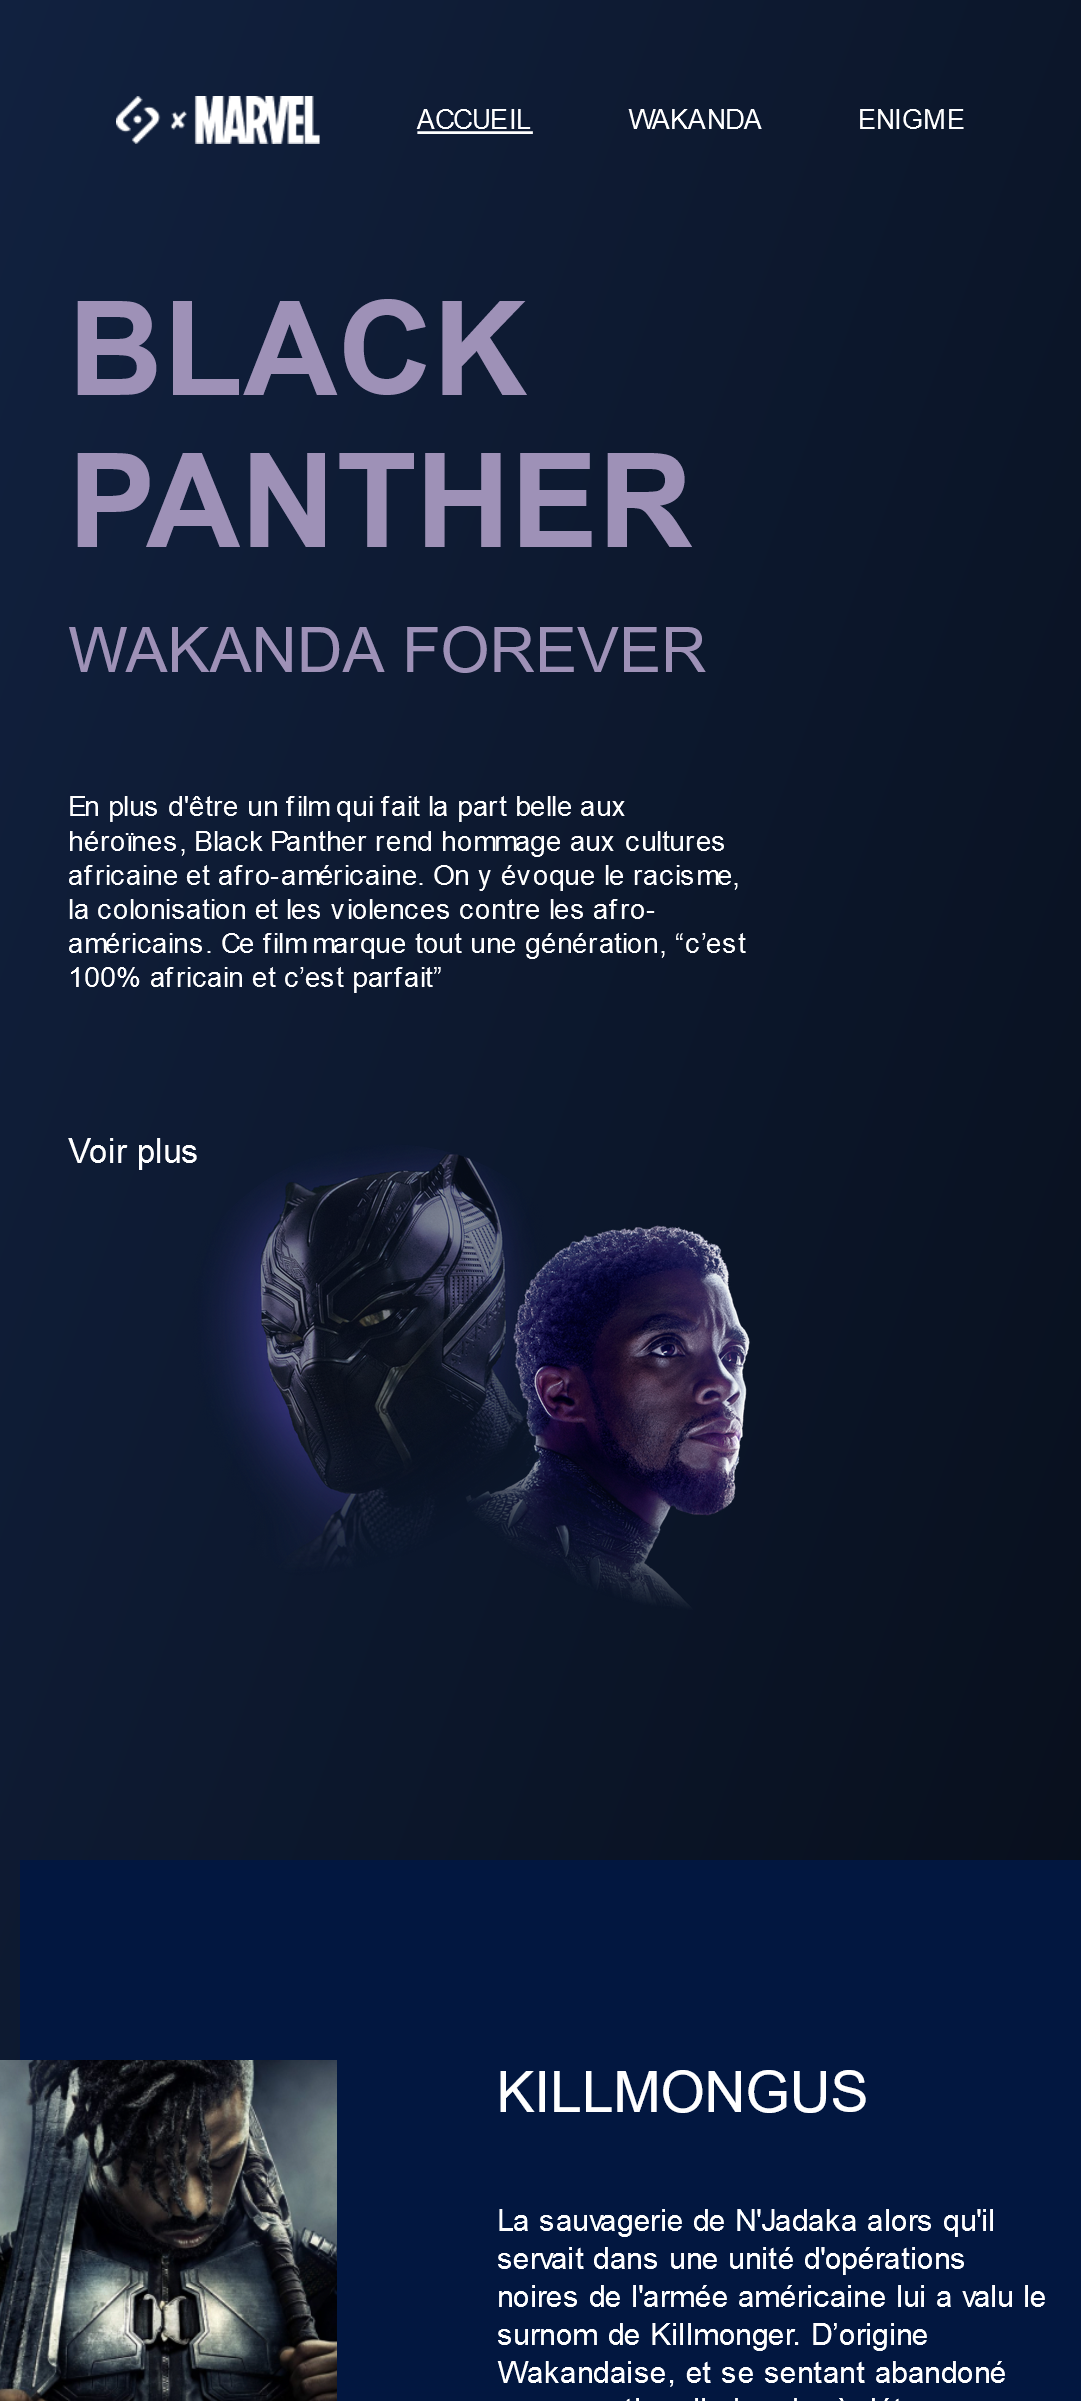 MARVEL
ACCUEIL
WAKANDA
ENIGME
BLACK
PANTHER
WAKANDA FOREVER
En plus d'être un film qui fait la part belle aux
héroïnes, Black Panther rend hommage aux cultures
africaine et afro-américaine. On y évoque le racisme,
la colonisation et les violences contre les afro-
américains. Ce film marque tout une génération, “c’est
100% africain et c’est parfait”
Voir plus
KILLMONGUS
La sauvagerie de N'Jadaka alors qu'il
servait dans une unité d'opérations
noires de l'armée américaine lui a valu le
surnom de Killmonger. D’origine
Wakandaise, et se sentant abandoné